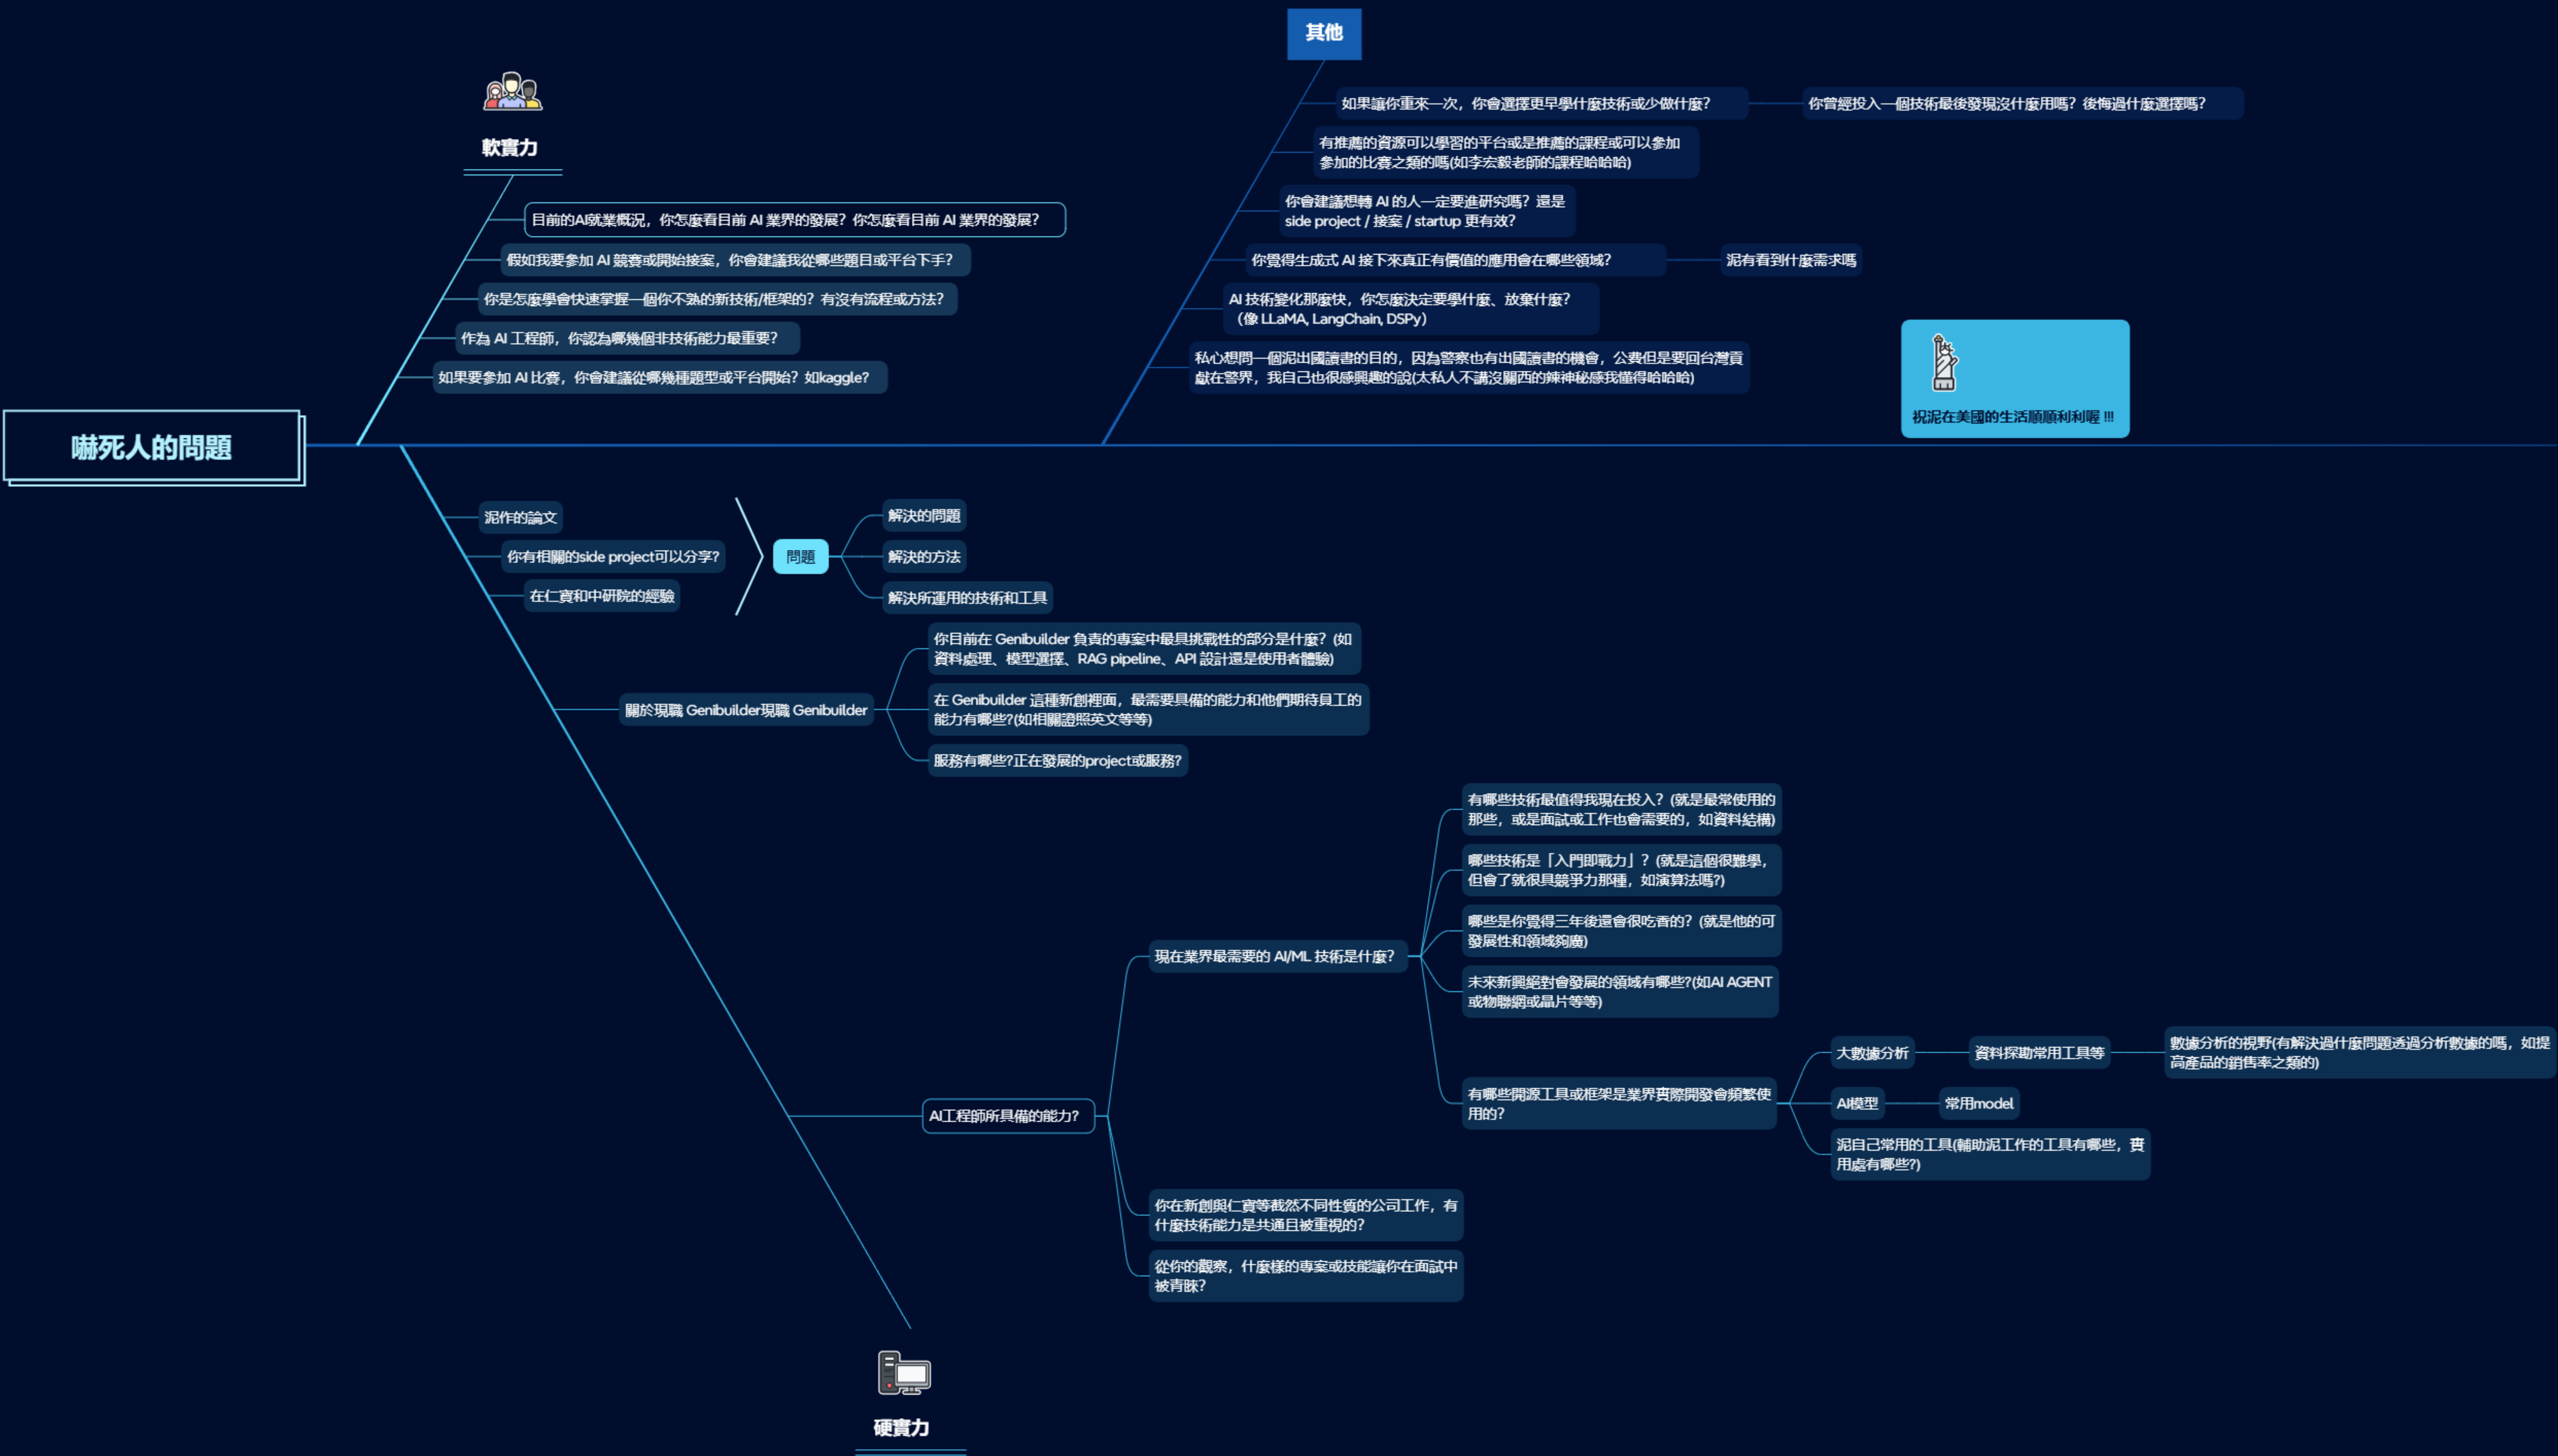 嚇死人的問題
軟實力
目前的AI就業概況，你怎麼看目前 AI 業界的發展？你怎麼看目前 AI 業界的發展？
假如我要參加 AI 競賽或開始接案，你會建議我從哪些題目或平台下手？
你是怎麼學會快速掌握一個你不熟的新技術/框架的？有沒有流程或方法？
作為 AI 工程師，你認為哪幾個非技術能力最重要？
如果要參加 AI 比賽，你會建議從哪幾種題型或平台開始？如kaggle?
其他
如果讓你重來一次，你會選擇更早學什麼技術或少做什麼？
你曾經投入一個技術最後發現沒什麼用嗎？後悔過什麼選擇嗎？
有推薦的資源可以學習的平台或是推薦的課程或可以參加
參加的比賽之類的嗎(如李宏毅老師的課程哈哈哈)
你會建議想轉 AI 的人一定要進研究嗎？還是
side project / 接案 / startup 更有效？
你覺得生成式 AI 接下來真正有價值的應用會在哪些領域？
泥有看到什麼需求嗎
AI 技術變化那麼快，你怎麼決定要學什麼、放棄什麼？
（像 LLaMA, LangChain, DSPy）
私心想問一個泥出國讀書的目的，因為警察也有出國讀書的機會，公費但是要回台灣貢
獻在警界，我自己也很感興趣的說(太私人不講沒關西的辣神秘感我懂得哈哈哈)
祝泥在美國的生活順順利利喔 !!!
泥作的論文
你有相關的side project可以分享?
在仁寶和中研院的經驗
問題
解決的問題
解決的方法
解決所運用的技術和工具
關於現職 Genibuilder現職 Genibuilder
你目前在 Genibuilder 負責的專案中最具挑戰性的部分是什麼？(如
資料處理、模型選擇、RAG pipeline、API 設計還是使用者體驗)
在 Genibuilder 這種新創裡面，最需要具備的能力和他們期待員工的
能力有哪些?(如相關證照英文等等)
服務有哪些?正在發展的project或服務?
AI工程師所具備的能力？
現在業界最需要的 AI/ML 技術是什麼？
有哪些技術最值得我現在投入？(就是最常使用的
那些，或是面試或工作也會需要的，如資料結構)
哪些技術是「入門即戰力」？(就是這個很難學，
但會了就很具競爭力那種，如演算法嗎?)
哪些是你覺得三年後還會很吃香的？(就是他的可
發展性和領域夠廣)
未來新興絕對會發展的領域有哪些?(如AI AGENT
或物聯網或晶片等等)
有哪些開源工具或框架是業界實際開發會頻繁使
用的？
大數據分析
資料探勘常用工具等
數據分析的視野(有解決過什麼問題透過分析數據的嗎，如提
高產品的銷售率之類的)
AI模型
常用model
泥自己常用的工具(輔助泥工作的工具有哪些，實
用處有哪些?)
你在新創與仁寶等截然不同性質的公司工作，有
什麼技術能力是共通且被重視的？
從你的觀察，什麼樣的專案或技能讓你在面試中
被青睞？
硬實力